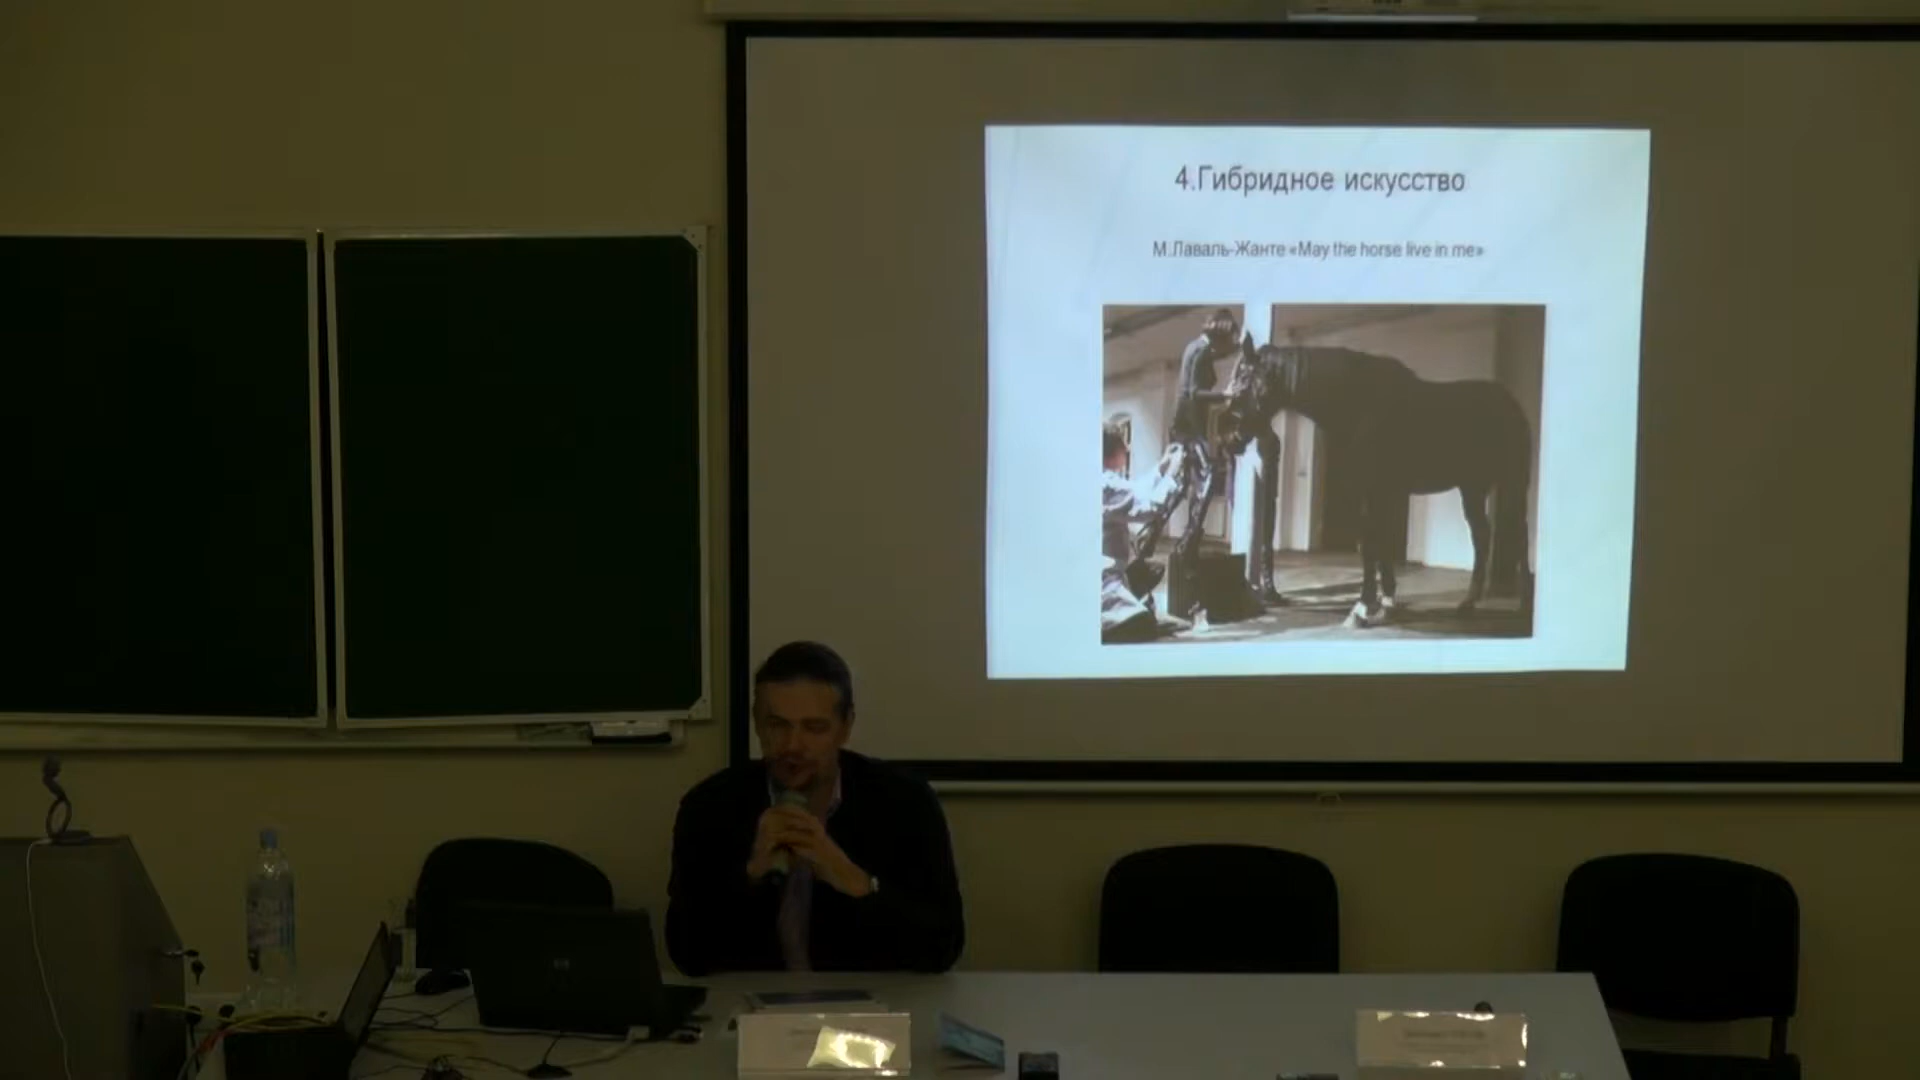 4.Гибридное искусство
М.Лаваль-Жанте «May the horse live in me»